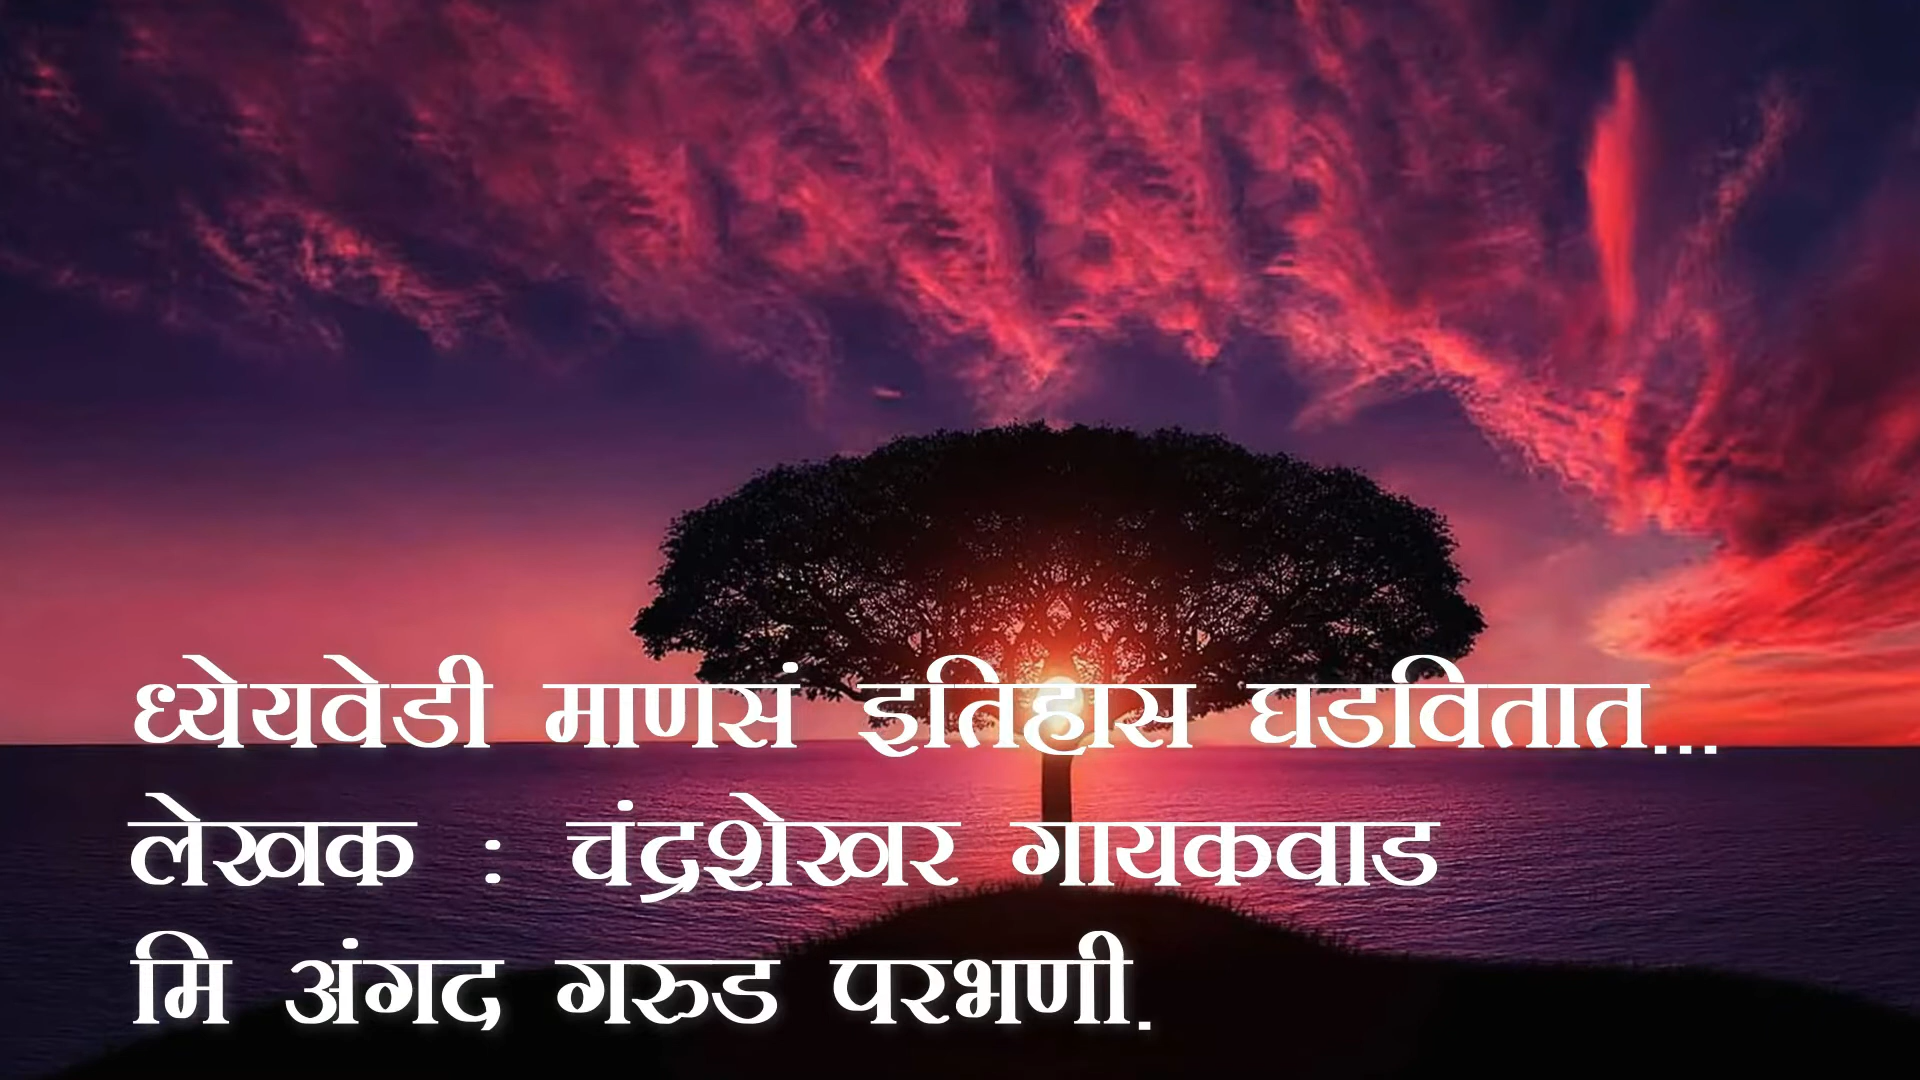 ध्येयवेडी माणसं इतिहास घडवितात...
लेखक : चंद्रशेखर गायकवाड
मि अंगद गरुड परभणी.